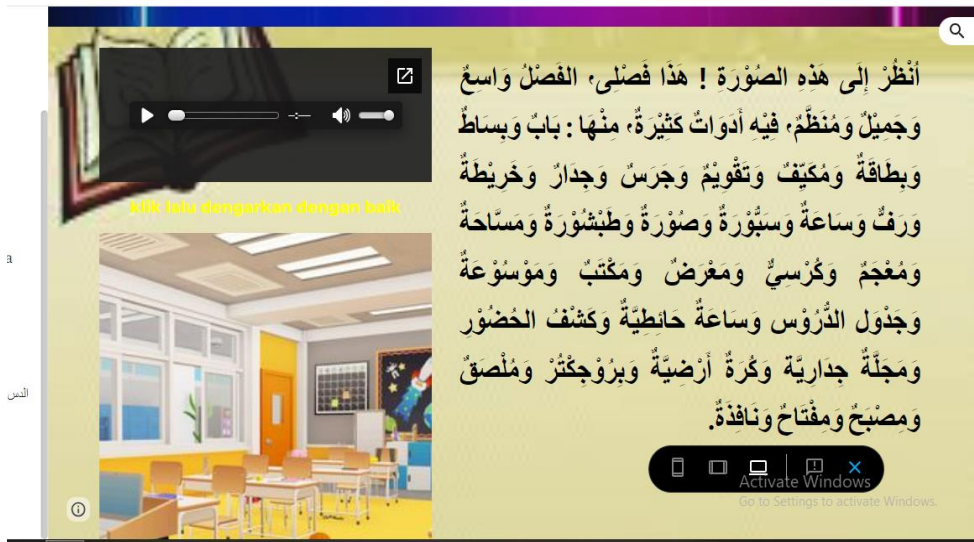 اُنْظُرْ إِلَى هَذِهِ الصُوْرَةِ ! هَذَا فَصْلِى، الفَصْلُ وَاسِعٌ
وَجَمِيْلٌ وَمُنَظَّمٌ، فِيْهِ أَدَوَاتٌ كَثِيْرَةٌ، مِنْهَا : بَابٌ وَبِسَاطٌ
وَبِطَاقَةٌ وَمُكَيِّفٌ وَتَقْوِيْمٌ وَجَرَسٌ وَجِدَارٌ وَخَرِيْطَةٌ
وَرَفٌّ وَسَاعَةٌ وَسَبُّوْرَةٌ وَصُوْرَةٌ وَطَبْشُوْرَةٌ وَمَسَّاحَةٌ
وَمُعْجَمٌ وَكُرْسِيٌّ وَمَعْرَضٌ وَمَكْتَبٌ وَمَوْسُوْعَةٌ
وَجَدْوَل الدُّرُوْس وَسَاعَةٌ حَائِطِيَّةٌ وَكَشْفُ الحُضُوْرِ
وَمَجَلَّةٌ جِدَارِيَّة وَكُرَةٌ أَرْضِيَّةٌ وَبِرُوْجِكْتُرْ وَمُلْصَقٌ
وَمِصْبَحٌ وَمِفْتَاحٌ وَنَافِذَةٌ.
klik lalu dengarkan dengan baik
a
الدس
Activate Windows
Go to Settings to activate Windows.